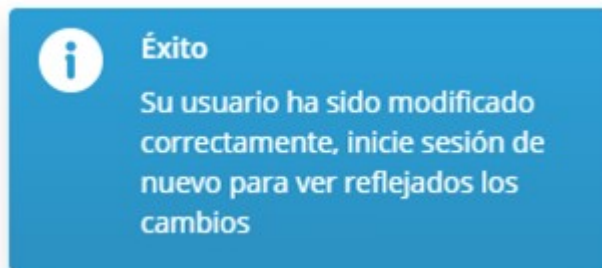 Éxito
Su usuario ha sido modificado
correctamente, inicie sesión de
nuevo para ver reflejados los
cambios